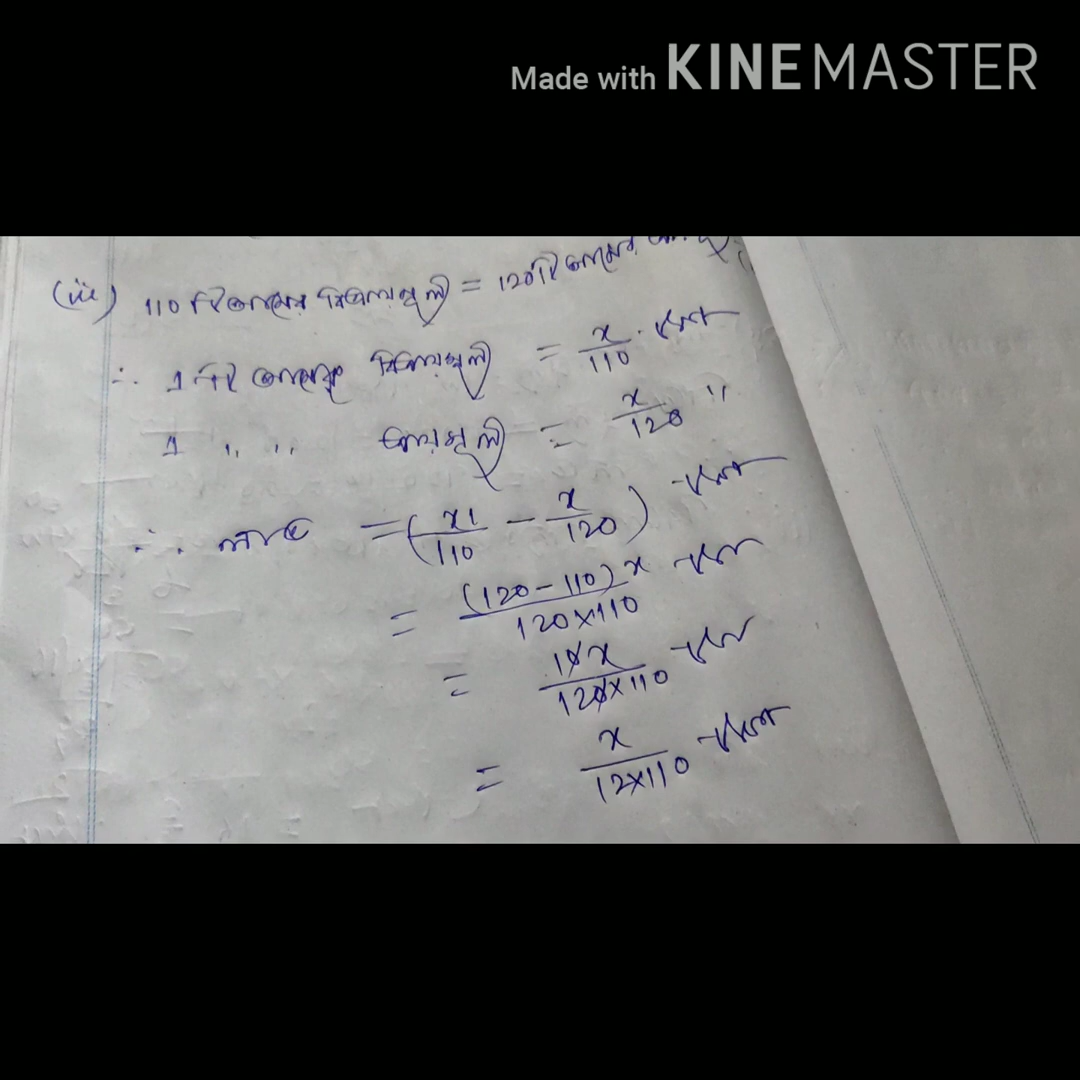 Made with KINEMASTER
(iii) 110 টি কলমের বিক্রয়মূল্য = 120 টি কলমের
∴ 1 টি কলমের বিক্রয়মূল্য = x/110 টাকা
1 ,, ,, ক্রয়মূল্য = x/120 ,,
∴ লাভ = (x/110 − x/120) টাকা
= (120−110)x/120×110 টাকা
= 10x/120×110 টাকা
= x/12×110 টাকা